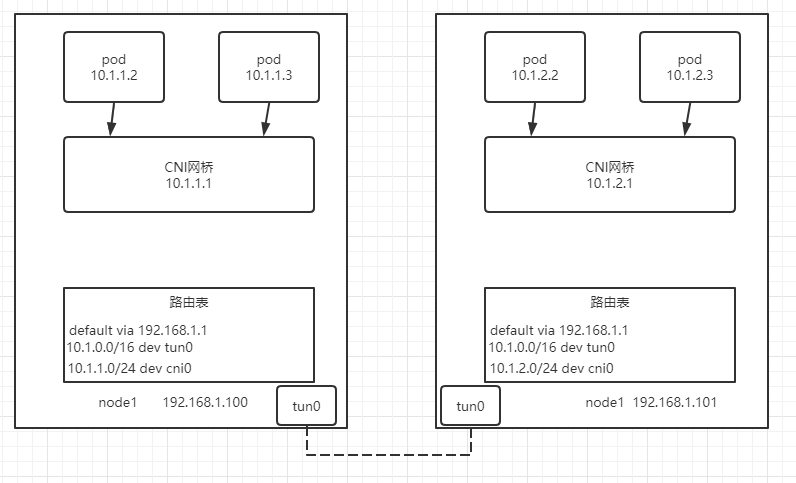 pod
10.1.1.2
pod
10.1.1.3
CNI网桥
10.1.1.1
路由表
default via 192.168.1.1
10.1.0.0/16 dev tun0
10.1.1.0/24 dev cni0
node1 192.168.1.100
tun0
pod
10.1.2.2
pod
10.1.2.3
CNI网桥
10.1.2.1
路由表
default via 192.168.1.1
10.1.0.0/16 dev tun0
10.1.2.0/24 dev cni0
tun0
node1 192.168.1.101